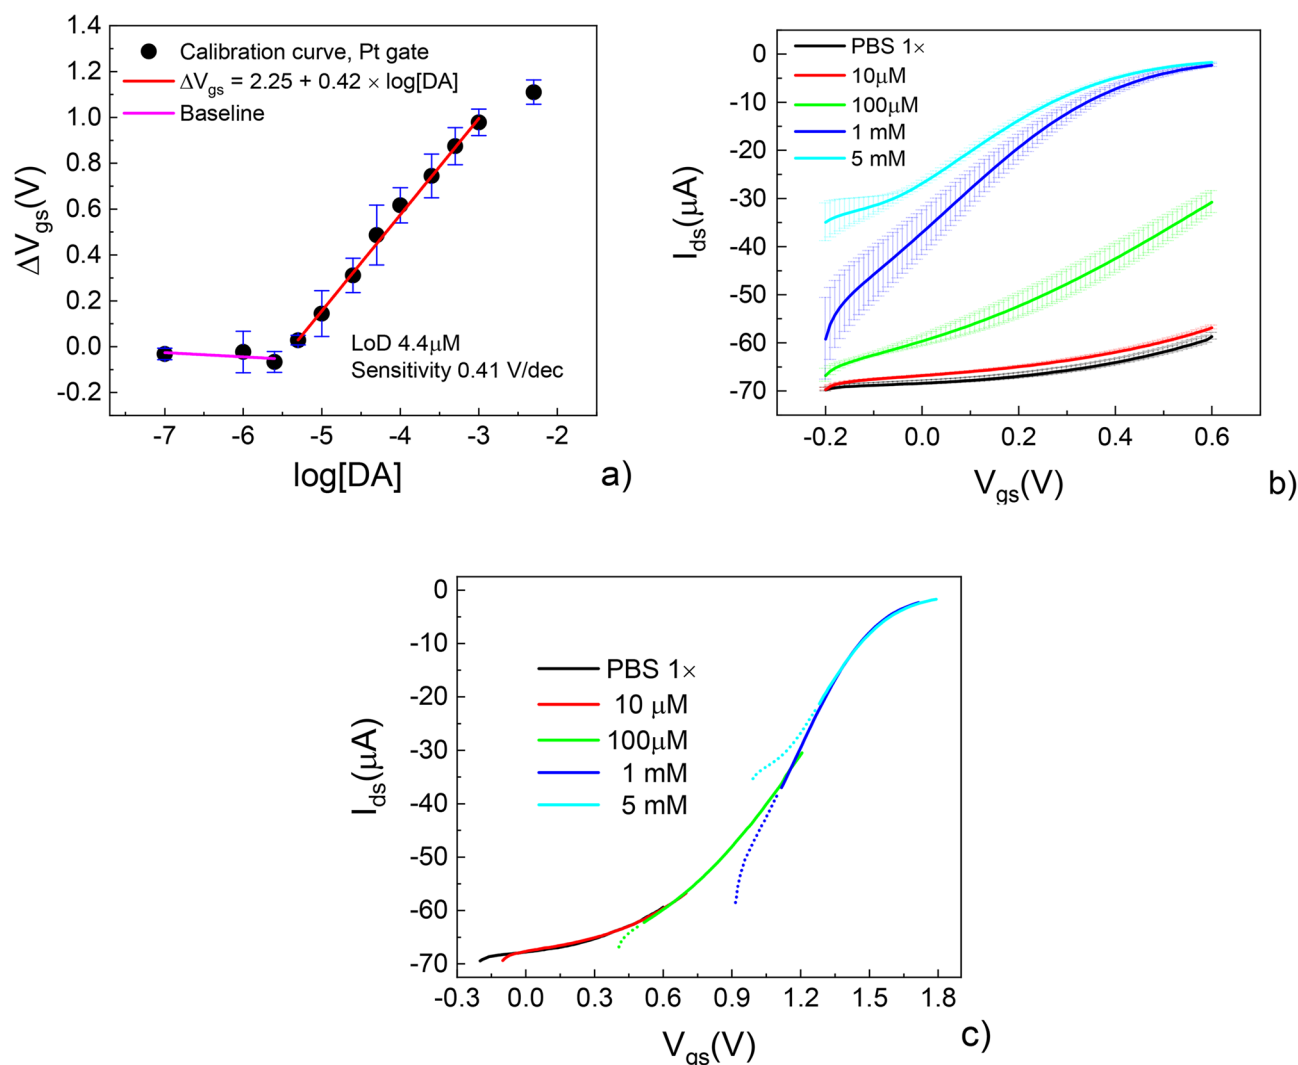 Calibration curve, Pt gate
ΔVgs = 2.25 + 0.42 × log[DA]
Baseline
1.4
1.2
1.0
0.8
0.6
0.4
0.2
0.0
-0.2
ΔVgs(V)
LoD 4.4μM
Sensitivity 0.41 V/dec
-7 -6 -5 -4 -3 -2
log[DA]
a)
PBS 1×
10μM
100μM
1 mM
5 mM
0
-10
-20
-30
-40
-50
-60
-70
Ids(μA)
-0.2 0.0 0.2 0.4 0.6
Vgs(V)
b)
0
-10
-20
-30
-40
-50
-60
-70
Ids(μA)
PBS 1×
10 μM
100μM
1 mM
5 mM
-0.3 0.0 0.3 0.6 0.9 1.2 1.5 1.8
Vgs(V)
c)